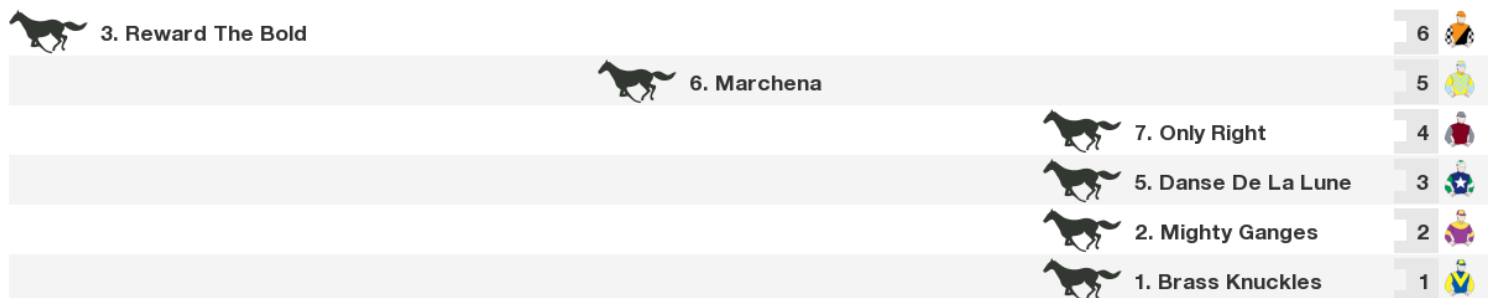 3. Reward The Bold 6
6. Marchena 5
7. Only Right 4
5. Danse De La Lune 3
2. Mighty Ganges 2
1. Brass Knuckles 1